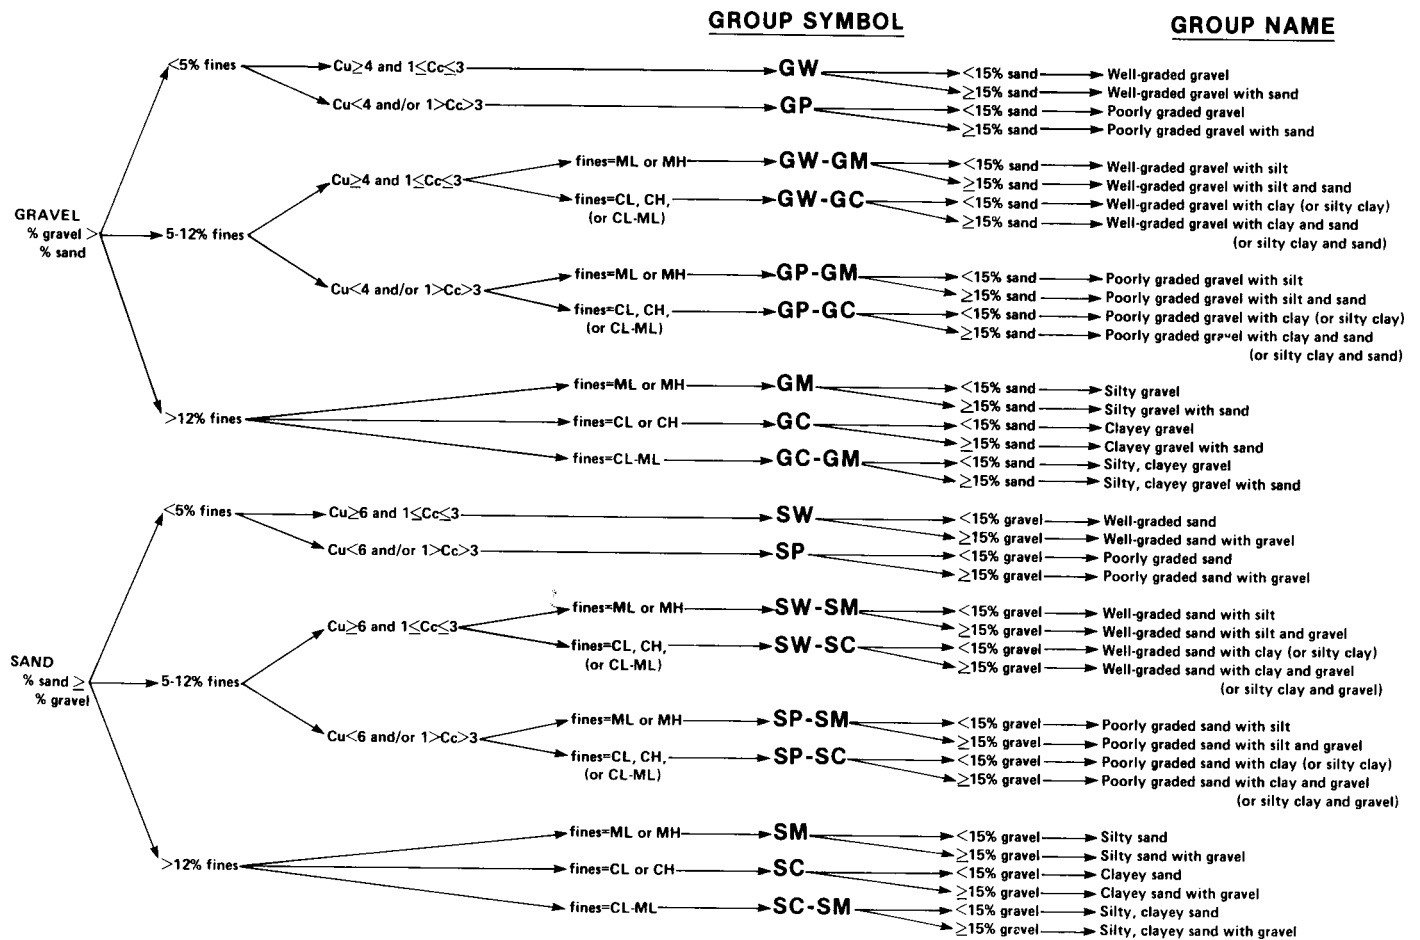 GROUP SYMBOL GROUP NAME
<5% fines Cu≥4 and 1≤Cc≤3 GW <15% sand Well-graded gravel
≥15% sand Well-graded gravel with sand
Cu<4 and/or 1>Cc>3 GP <15% sand Poorly graded gravel
≥15% sand Poorly graded gravel with sand
fines=ML or MH GW-GM <15% sand Well-graded gravel with silt
Cu≥4 and 1≤Cc≤3 ≥15% sand Well-graded gravel with silt and sand
fines=CL, CH, GW-GC <15% sand Well-graded gravel with clay (or silty clay)
(or CL-ML) ≥15% sand Well-graded gravel with clay and sand
(or silty clay and sand)
GRAVEL
% gravel > 5-12% fines
% sand
fines=ML or MH GP-GM <15% sand Poorly graded gravel with silt
Cu<4 and/or 1>Cc>3 ≥15% sand Poorly graded gravel with silt and sand
fines=CL, CH, GP-GC <15% sand Poorly graded gravel with clay (or silty clay)
(or CL-ML) ≥15% sand Poorly graded gravel with clay and sand
(or silty clay and sand)
fines=ML or MH GM <15% sand Silty gravel
≥15% sand Silty gravel with sand
>12% fines fines=CL or CH GC <15% sand Clayey gravel
≥15% sand Clayey gravel with sand
fines=CL-ML GC-GM <15% sand Silty, clayey gravel
≥15% sand Silty, clayey gravel with sand
<5% fines Cu≥6 and 1≤Cc≤3 SW <15% gravel Well-graded sand
≥15% gravel Well-graded sand with gravel
Cu<6 and/or 1>Cc>3 SP <15% gravel Poorly graded sand
≥15% gravel Poorly graded sand with gravel
fines=ML or MH SW-SM <15% gravel Well-graded sand with silt
Cu≥6 and 1≤Cc≤3 ≥15% gravel Well-graded sand with silt and gravel
fines=CL, CH, SW-SC <15% gravel Well-graded sand with clay (or silty clay)
(or CL-ML) ≥15% gravel Well-graded sand with clay and gravel
(or silty clay and gravel)
SAND
% sand ≥ 5-12% fines
% gravel
fines=ML or MH SP-SM <15% gravel Poorly graded sand with silt
Cu<6 and/or 1>Cc>3 ≥15% gravel Poorly graded sand with silt and gravel
fines=CL, CH, SP-SC <15% gravel Poorly graded sand with clay (or silty clay)
(or CL-ML) ≥15% gravel Poorly graded sand with clay and gravel
(or silty clay and gravel)
fines=ML or MH SM <15% gravel Silty sand
≥15% gravel Silty sand with gravel
>12% fines fines=CL or CH SC <15% gravel Clayey sand
≥15% gravel Clayey sand with gravel
fines=CL-ML SC-SM <15% gravel Silty, clayey sand
≥15% gravel Silty, clayey sand with gravel